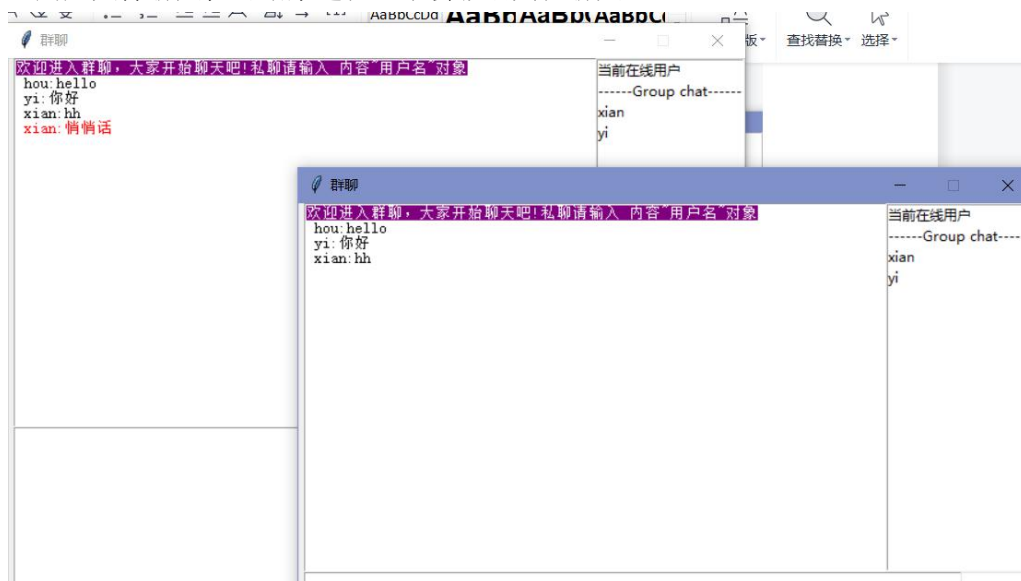 AaBbCcDd AaBb AaBb( AaBbC(
版 查找替换 选择
群聊
欢迎进入群聊，大家开始聊天吧!私聊请输入 内容~用户名~对象
hou:hello
yi:你好
xian:hh
xian:悄悄话
当前在线用户
------Group chat------
xian
yi
群聊
欢迎进入群聊，大家开始聊天吧!私聊请输入 内容~用户名~对象
hou:hello
yi:你好
xian:hh
当前在线用户
------Group chat----
xian
yi